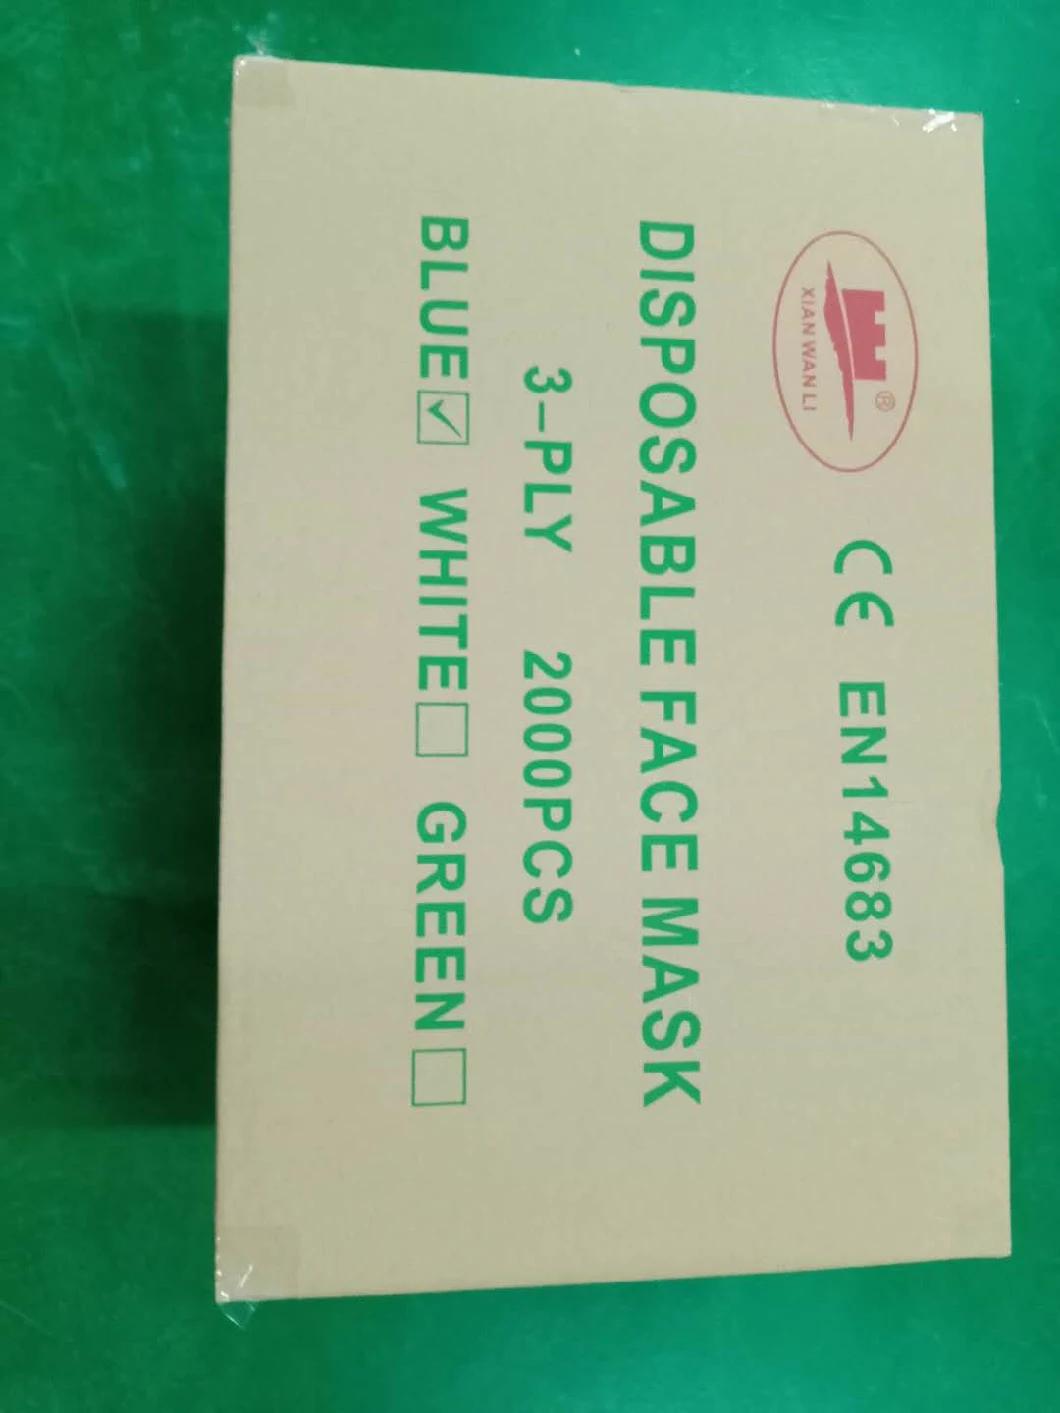 XIAN WAN LI
®
CE EN14683
DISPOSABLE FACE MASK
3-PLY 2000PCS
BLUE☑ WHITE☐ GREEN☐